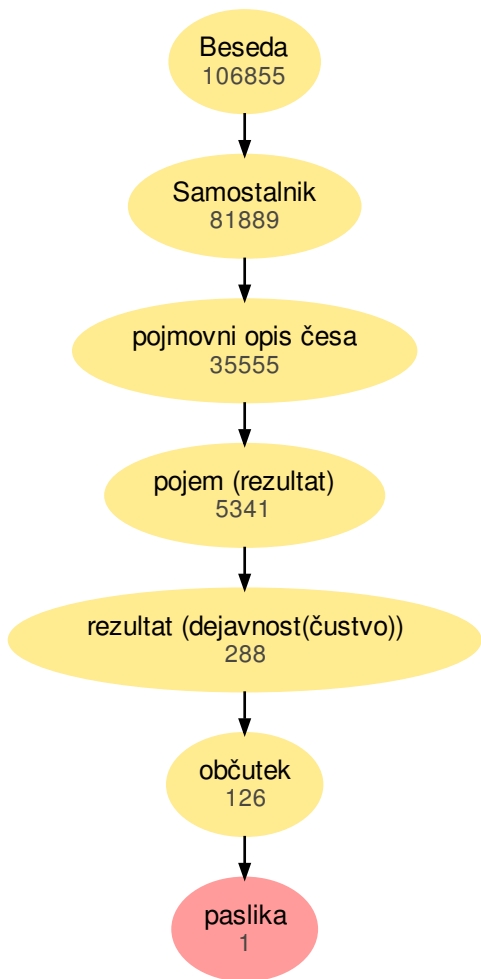 Beseda
106855
Samostalnik
81889
pojmovni opis česa
35555
pojem (rezultat)
5341
rezultat (dejavnost(čustvo))
288
občutek
126
paslika
1